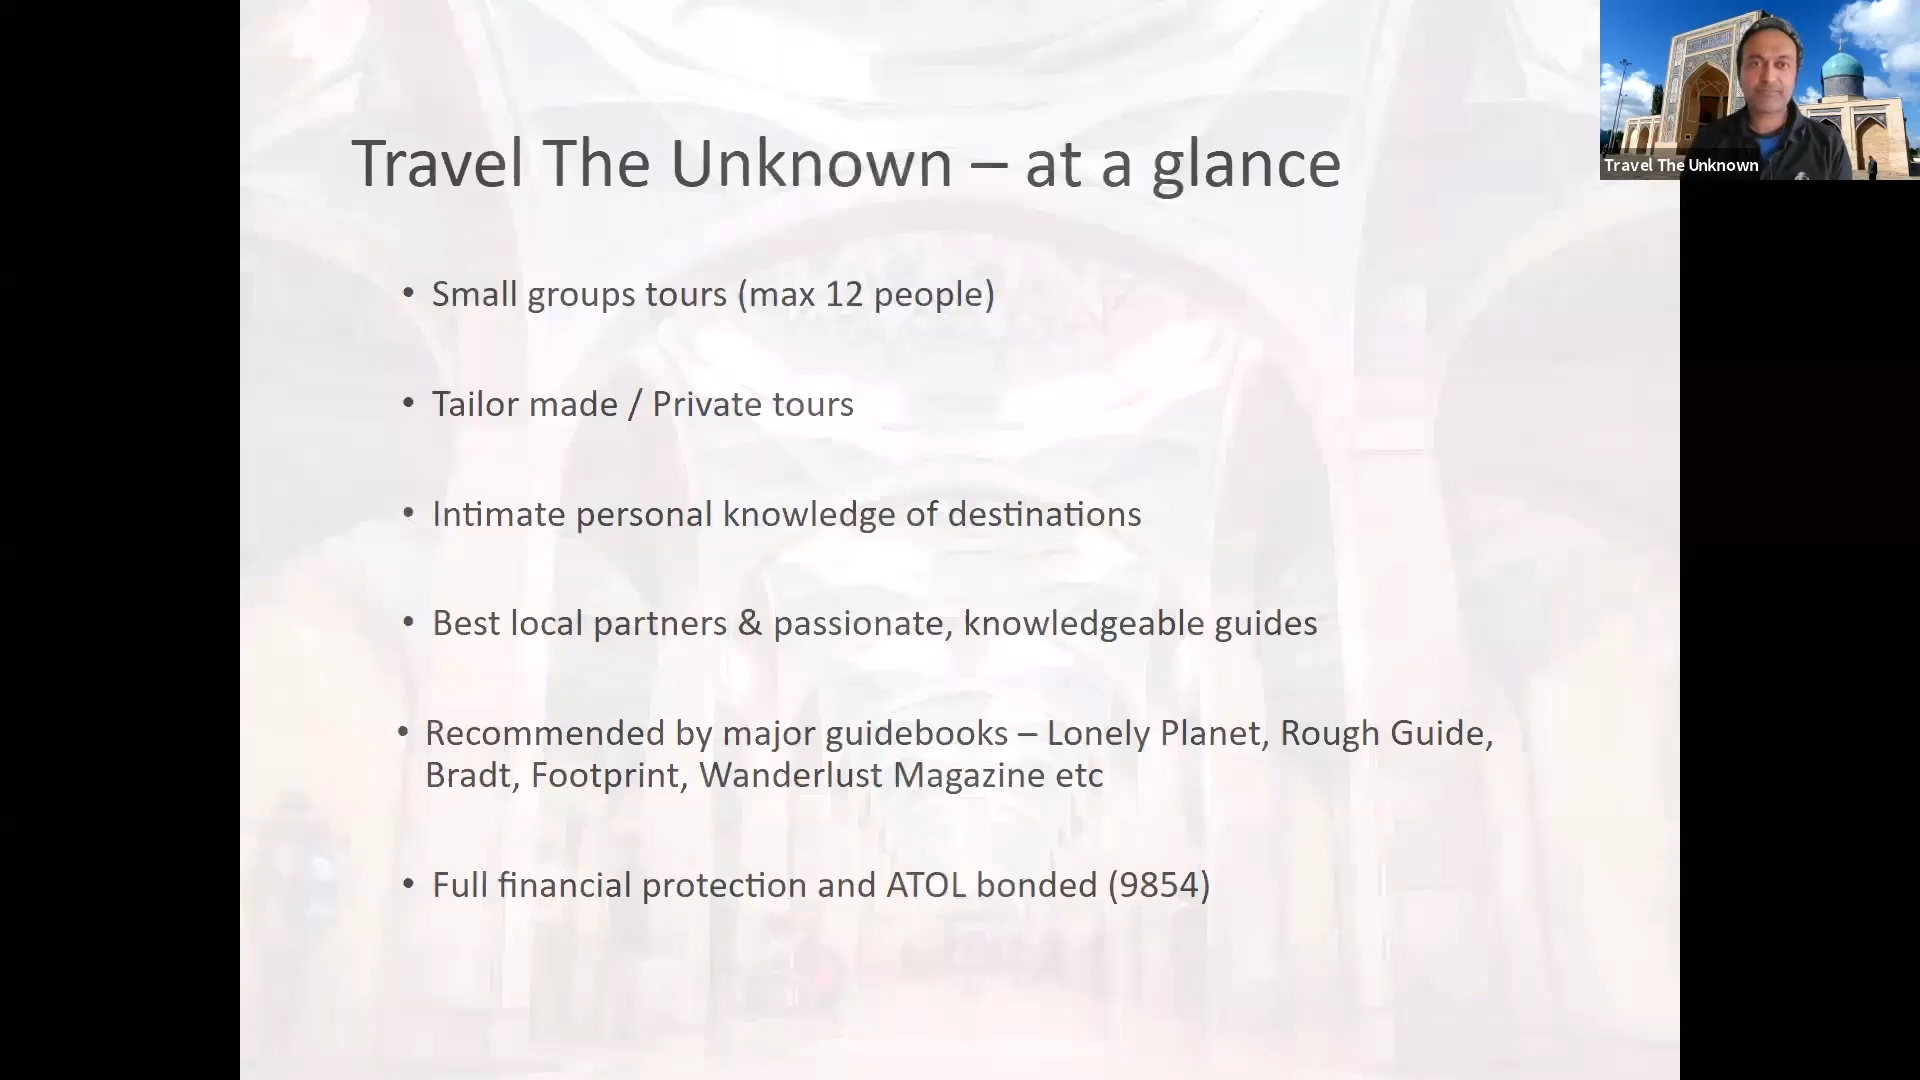 Travel The Unknown – at a glance
Travel The Unknown
• Small groups tours (max 12 people)
• Tailor made / Private tours
• Intimate personal knowledge of destinations
• Best local partners & passionate, knowledgeable guides
• Recommended by major guidebooks – Lonely Planet, Rough Guide,
Bradt, Footprint, Wanderlust Magazine etc
• Full financial protection and ATOL bonded (9854)